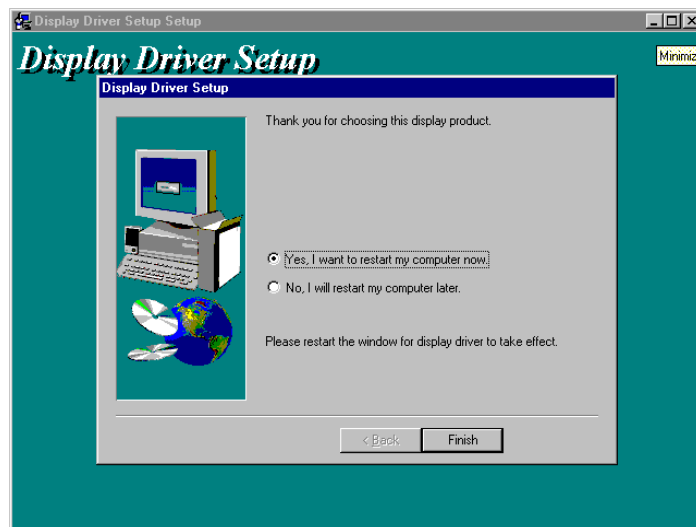 Display Driver Setup Setup
Display Driver Setup
Minimiz
Display Driver Setup
Thank you for choosing this display product.
Yes, I want to restart my computer now.
No, I will restart my computer later.
Please restart the window for display driver to take effect.
< Back
Finish